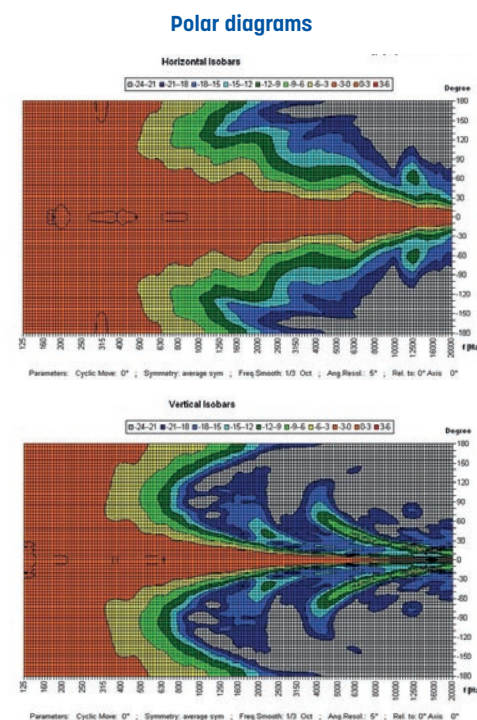 Polar diagrams
Horizontal Isobars
-24--21 -21--18 -18--15 -15--12 -12--9 -9--6 -6--3 -3-0 0-3 3-6
Degree
180
150
120
90
60
30
0
-30
-60
-90
-120
-150
-180
125 160 200 250 315 400 500 630 800 1000 1250 1600 2000 2500 3150 4000 5000 6300 8000 10000 12500 16000 20000
f [Hz]
Parameters: Cyclic Move: 0° ; Symmetry: average sym ; Freq.Smooth: 1/3 Oct ; Ang.Resol.: 5° ; Rel. to: 0° Axis 0°
Vertical Isobars
-24--21 -21--18 -18--15 -15--12 -12--9 -9--6 -6--3 -3-0 0-3 3-6
Degree
180
150
120
90
60
30
0
-30
-60
-90
-120
-150
-180
125 160 200 250 315 400 500 630 800 1000 1250 1600 2000 2500 3150 4000 5000 6300 8000 10000 12500 16000 20000
Parameters: Cyclic Move: 0° ; Symmetry: average sym ; Freq.Smooth: 1/3 Oct ; Ang.Resol.: 5° ; Rel. to: 0° Axis 0°